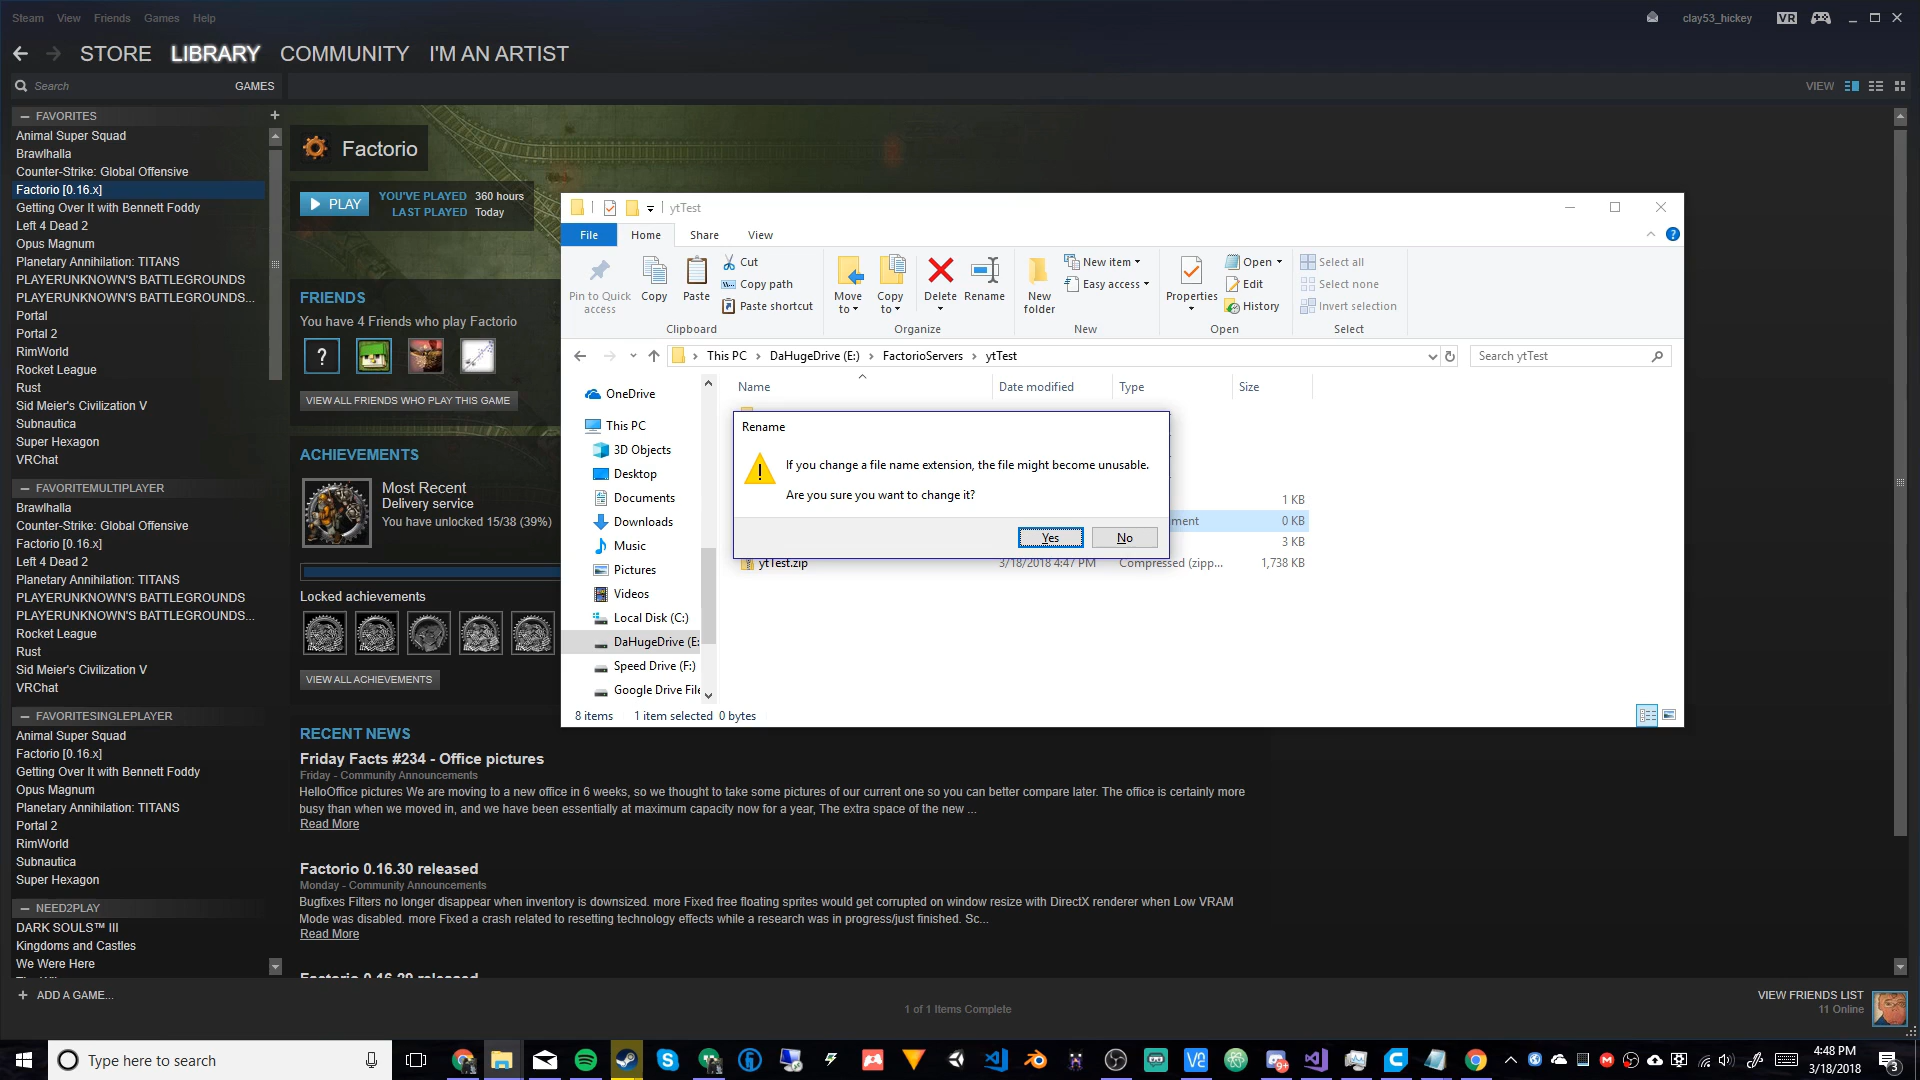 Steam View Friends Games Help
clay53_hickey VR
STORE LIBRARY COMMUNITY I'M AN ARTIST
Search GAMES
VIEW
FAVORITES
Animal Super Squad
Brawlhalla
Counter-Strike: Global Offensive
Factorio [0.16.x]
Getting Over It with Bennett Foddy
Left 4 Dead 2
Opus Magnum
Planetary Annihilation: TITANS
PLAYERUNKNOWN'S BATTLEGROUNDS
PLAYERUNKNOWN'S BATTLEGROUNDS...
Portal
Portal 2
RimWorld
Rocket League
Rust
Sid Meier's Civilization V
Subnautica
Super Hexagon
VRChat
FAVORITEMULTIPLAYER
Brawlhalla
Counter-Strike: Global Offensive
Factorio [0.16.x]
Left 4 Dead 2
Planetary Annihilation: TITANS
PLAYERUNKNOWN'S BATTLEGROUNDS
PLAYERUNKNOWN'S BATTLEGROUNDS...
Rocket League
Rust
Sid Meier's Civilization V
VRChat
FAVORITESINGLEPLAYER
Animal Super Squad
Factorio [0.16.x]
Getting Over It with Bennett Foddy
Opus Magnum
Planetary Annihilation: TITANS
Portal 2
RimWorld
Subnautica
Super Hexagon
NEED2PLAY
DARK SOULS™ III
Kingdoms and Castles
We Were Here
ADD A GAME...
Factorio
PLAY
YOU'VE PLAYED 360 hours
LAST PLAYED Today
FRIENDS
You have 4 Friends who play Factorio
?
VIEW ALL FRIENDS WHO PLAY THIS GAME
ACHIEVEMENTS
Most Recent
Delivery service
You have unlocked 15/38 (39%)
Locked achievements
VIEW ALL ACHIEVEMENTS
RECENT NEWS
Friday Facts #234 - Office pictures
Friday - Community Announcements
HelloOffice pictures We are moving to a new office in 6 weeks, so we thought to take some pictures of our current one so you can better compare later. The office is certainly more
busy than when we moved in, and we have been essentially at maximum capacity now for a year, The extra space of the new ...
Read More
Factorio 0.16.30 released
Monday - Community Announcements
Bugfixes Filters no longer disappear when inventory is downsized. more Fixed free floating sprites would get corrupted on window resize with DirectX renderer when Low VRAM
Mode was disabled. more Fixed a crash related to resetting technology effects while a research was in progress/just finished. Sc...
Read More
Factorio 0.16.29 released
1 of 1 Items Complete
VIEW FRIENDS LIST
11 Online
ytTest
File Home Share View
Pin to Quick access
Copy
Paste
Cut
Copy path
Paste shortcut
Clipboard
Move to
Copy to
Delete
Rename
Organize
New folder
New item
Easy access
New
Properties
Open
Edit
History
Open
Select all
Select none
Invert selection
Select
This PC DaHugeDrive (E:) FactorioServers ytTest
Search ytTest
Name Date modified Type Size
OneDrive
This PC
3D Objects
Desktop
Documents
Downloads
Music
Pictures
Videos
Local Disk (C:)
DaHugeDrive (E:
Speed Drive (F:)
Google Drive File
1 KB
ment 0 KB
3 KB
ytTest.zip 3/18/2018 4:47 PM Compressed (zipp... 1,738 KB
Rename
If you change a file name extension, the file might become unusable.
Are you sure you want to change it?
Yes
No
8 items 1 item selected 0 bytes
Type here to search
4:48 PM
3/18/2018
3